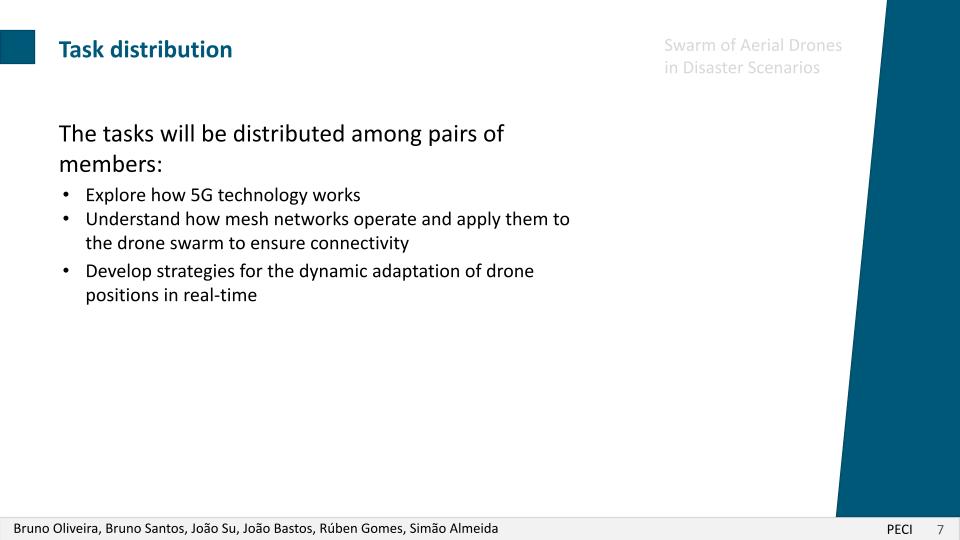 Task distribution
Swarm of Aerial Drones
in Disaster Scenarios
The tasks will be distributed among pairs of
members:
• Explore how 5G technology works
• Understand how mesh networks operate and apply them to
the drone swarm to ensure connectivity
• Develop strategies for the dynamic adaptation of drone
positions in real-time
Bruno Oliveira, Bruno Santos, João Su, João Bastos, Rúben Gomes, Simão Almeida
PECI 7